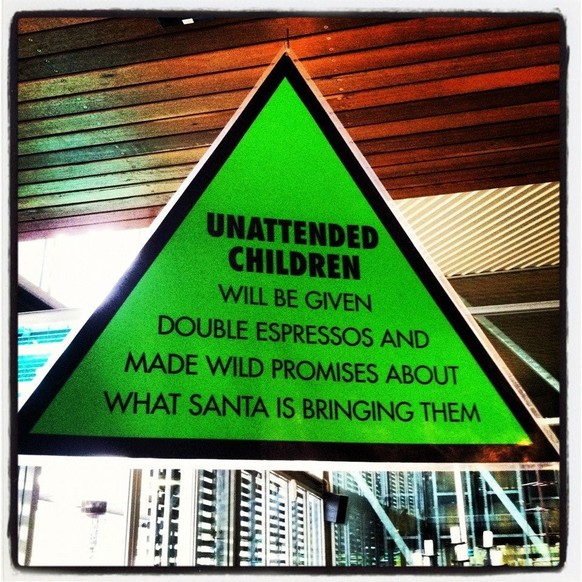 UNATTENDED
CHILDREN
WILL BE GIVEN
DOUBLE ESPRESSOS AND
MADE WILD PROMISES ABOUT
WHAT SANTA IS BRINGING THEM